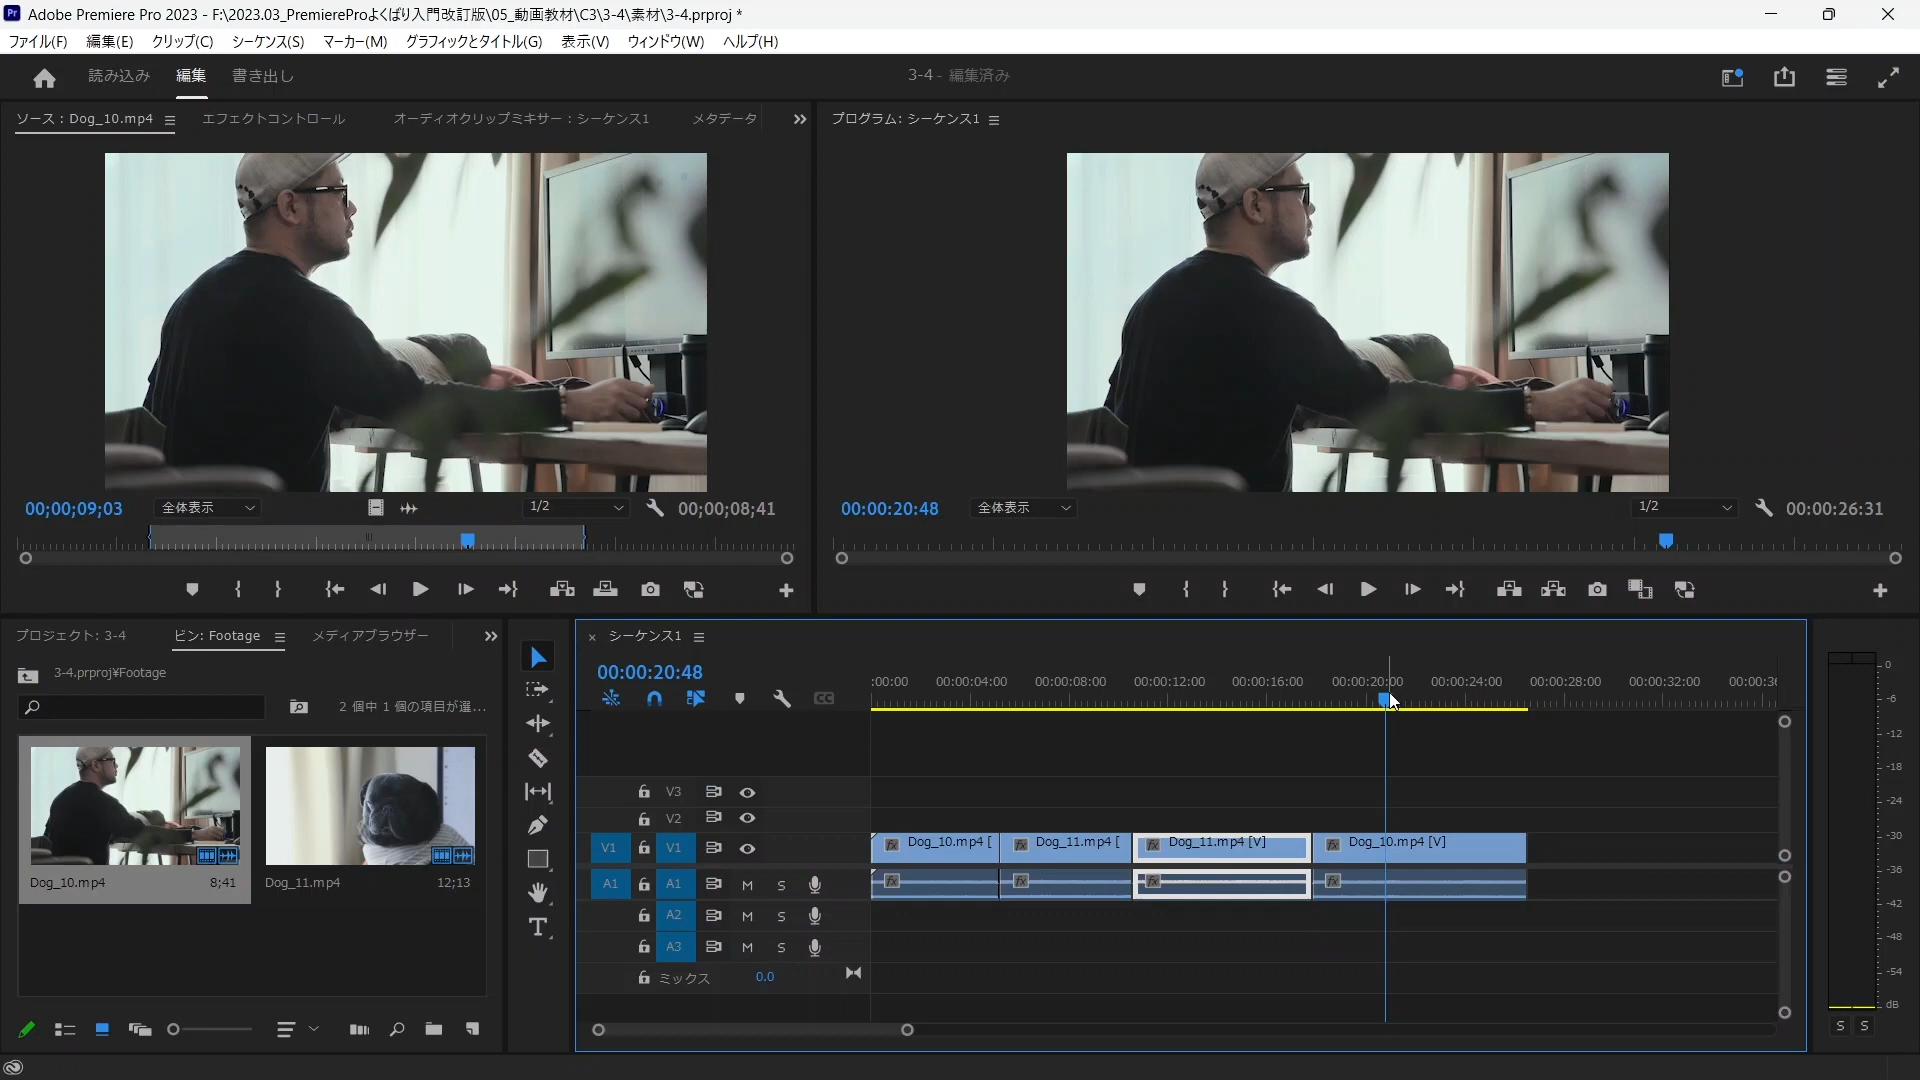 Adobe Premiere Pro 2023 - F:\2023.03_PremiereProよくばり入門改訂版\05_動画教材\C3\3-4\素材\3-4.prproj *
ファイル(F) 編集(E) クリップ(C) シーケンス(S) マーカー(M) グラフィックとタイトル(G) 表示(V) ウィンドウ(W) ヘルプ(H)
読み込み 編集 書き出し
3-4 - 編集済み
ソース : Dog_10.mp4 エフェクトコントロール オーディオクリップミキサー : シーケンス1 メタデータ
プログラム: シーケンス1
00;00;09;03 全体表示 1/2 00;00;08;41
00:00:20:48 全体表示 1/2 00:00:26:31
プロジェクト: 3-4 ビン: Footage メディアブラウザー
3-4.prproj¥Footage
2 個中 1 個の項目が選...
Dog_10.mp4 8;41
Dog_11.mp4 12;13
T
× シーケンス1
00:00:20:48
:00:00 00:00:04:00 00:00:08:00 00:00:12:00 00:00:16:00 00:00:20:00 00:00:24:00 00:00:28:00 00:00:32:00 00:00:3
CC
V3
V2
V1 V1
fx Dog_10.mp4 [ fx Dog_11.mp4 [ fx Dog_11.mp4 [V] fx Dog_10.mp4 [V]
A1 A1 M S
fx fx fx fx
A2 M S
A3 M S
ミックス 0.0
0
-6
-12
-18
-24
-30
-36
-42
-48
-54
dB
S S